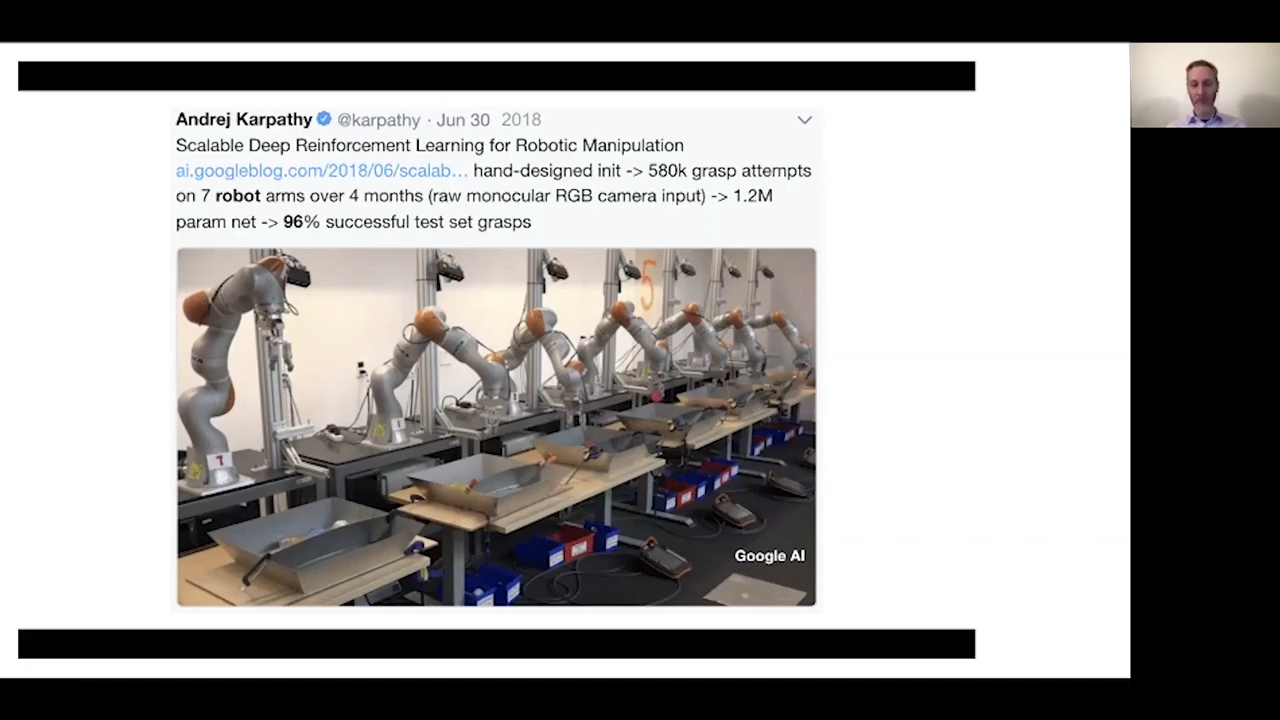 Andrej Karpathy @karpathy · Jun 30 2018
Scalable Deep Reinforcement Learning for Robotic Manipulation
ai.googleblog.com/2018/06/scalab… hand-designed init -> 580k grasp attempts
on 7 robot arms over 4 months (raw monocular RGB camera input) -> 1.2M
param net -> 96% successful test set grasps
5
1
Google AI